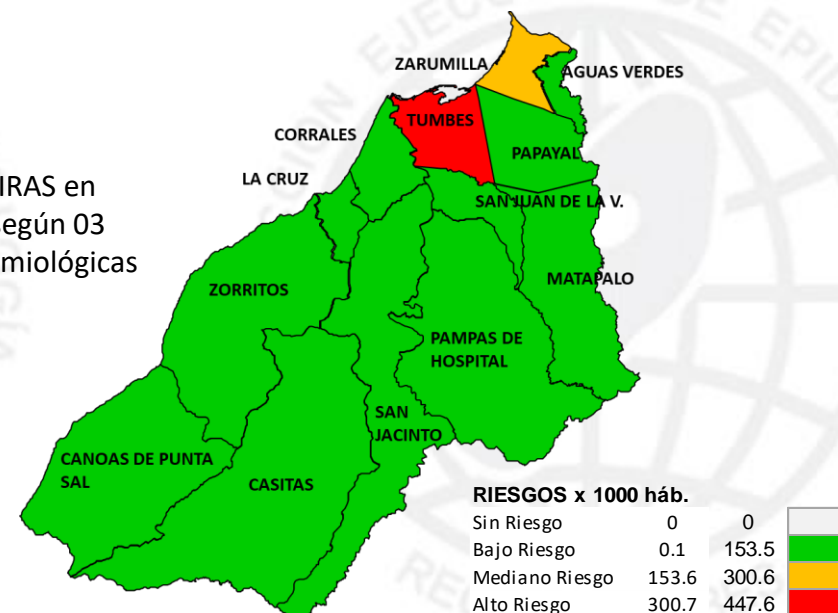 IRAS en
según 03
miológicas
ZARUMILLA
AGUAS VERDES
TUMBES
CORRALES
PAPAYAL
LA CRUZ
SAN JUAN DE LA V.
MATAPALO
ZORRITOS
PAMPAS DE
HOSPITAL
SAN
JACINTO
CANOAS DE PUNTA
SAL
CASITAS
RIESGOS x 1000 háb.
Sin Riesgo 0 0
Bajo Riesgo 0.1 153.5
Mediano Riesgo 153.6 300.6
Alto Riesgo 300.7 447.6